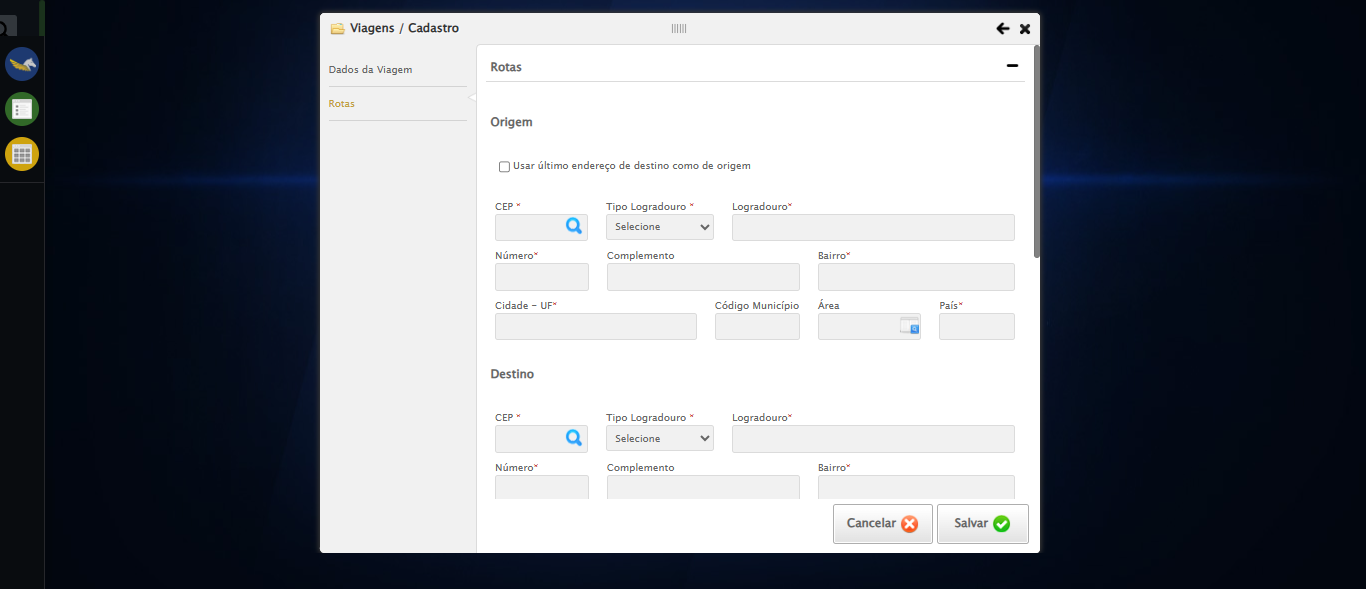 Viagens / Cadastro
Dados da Viagem
Rotas
Rotas
Origem
Usar último endereço de destino como de origem
CEP * Tipo Logradouro * Logradouro*
Selecione
Número* Complemento Bairro*
Cidade - UF* Código Município Área País*
Destino
CEP * Tipo Logradouro * Logradouro*
Selecione
Número* Complemento Bairro*
Cancelar Salvar